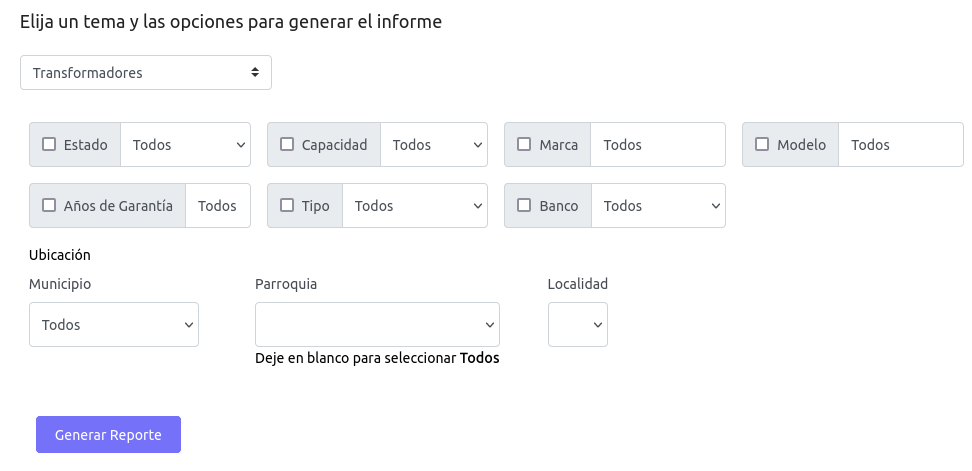 Elija un tema y las opciones para generar el informe
Transformadores
Estado Todos Capacidad Todos Marca Todos Modelo Todos
Años de Garantía Todos Tipo Todos Banco Todos
Ubicación
Municipio Parroquia Localidad
Todos
Deje en blanco para seleccionar Todos
Generar Reporte